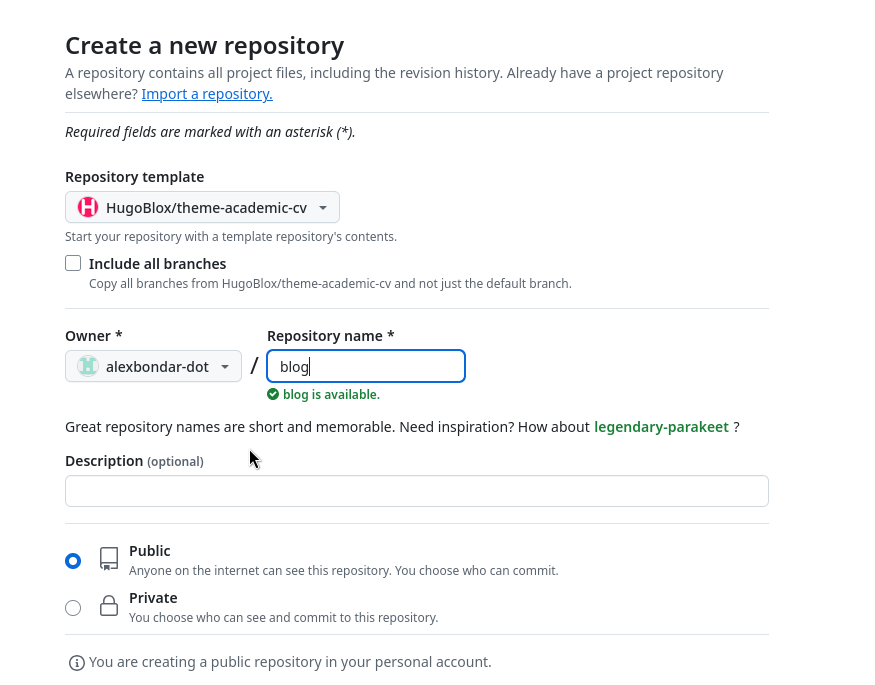 Create a new repository
A repository contains all project files, including the revision history. Already have a project repository
elsewhere? Import a repository.
Required fields are marked with an asterisk (*).
Repository template
HugoBlox/theme-academic-cv
Start your repository with a template repository's contents.
Include all branches
Copy all branches from HugoBlox/theme-academic-cv and not just the default branch.
Owner *
Repository name *
alexbondar-dot
/
blog
blog is available.
Great repository names are short and memorable. Need inspiration? How about legendary-parakeet ?
Description (optional)
Public
Anyone on the internet can see this repository. You choose who can commit.
Private
You choose who can see and commit to this repository.
You are creating a public repository in your personal account.